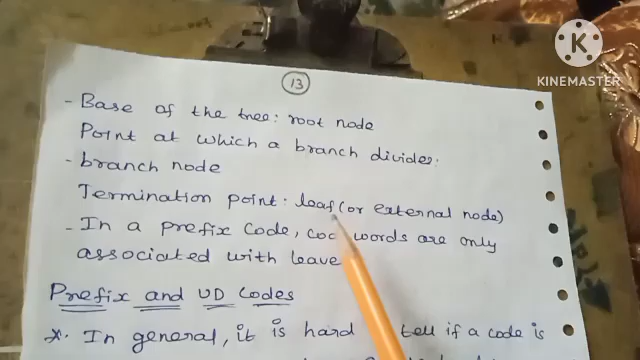 13
KINEMASTER
- Base of the tree: root node
Point at which a branch divides:
- branch node
Termination point: leaf (or external node)
- In a prefix code, words are only
associated with leave
Prefix and UD Codes
*. In general, it is hard tell if a code is